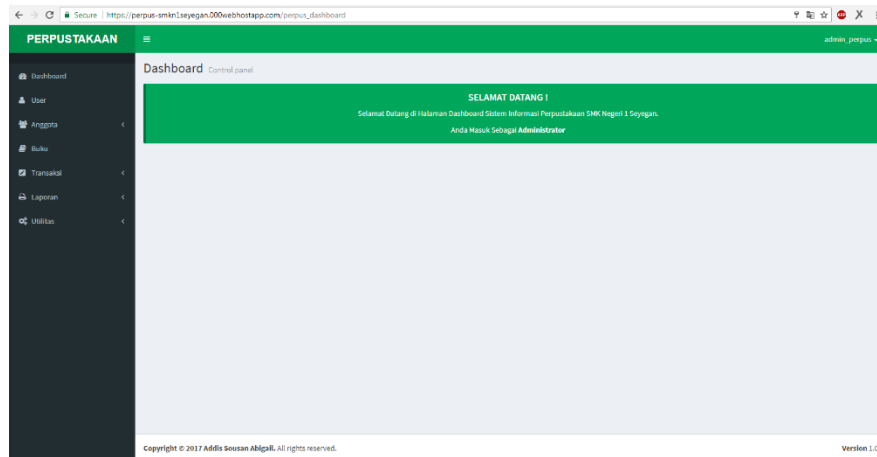 Secure https://perpus-smkn1seyegan.000webhostapp.com/perpus_dashboard
PERPUSTAKAAN
admin_perpus
Dashboard
User
Anggota
Buku
Transaksi
Laporan
Utilitas
Dashboard Control panel
SELAMAT DATANG !
Selamat Datang di Halaman Dashboard Sistem Informasi Perpustakaan SMK Negeri 1 Seyegan.
Anda Masuk Sebagai Administrator
Copyright © 2017 Addis Sousan Abigail. All rights reserved.
Version 1.0